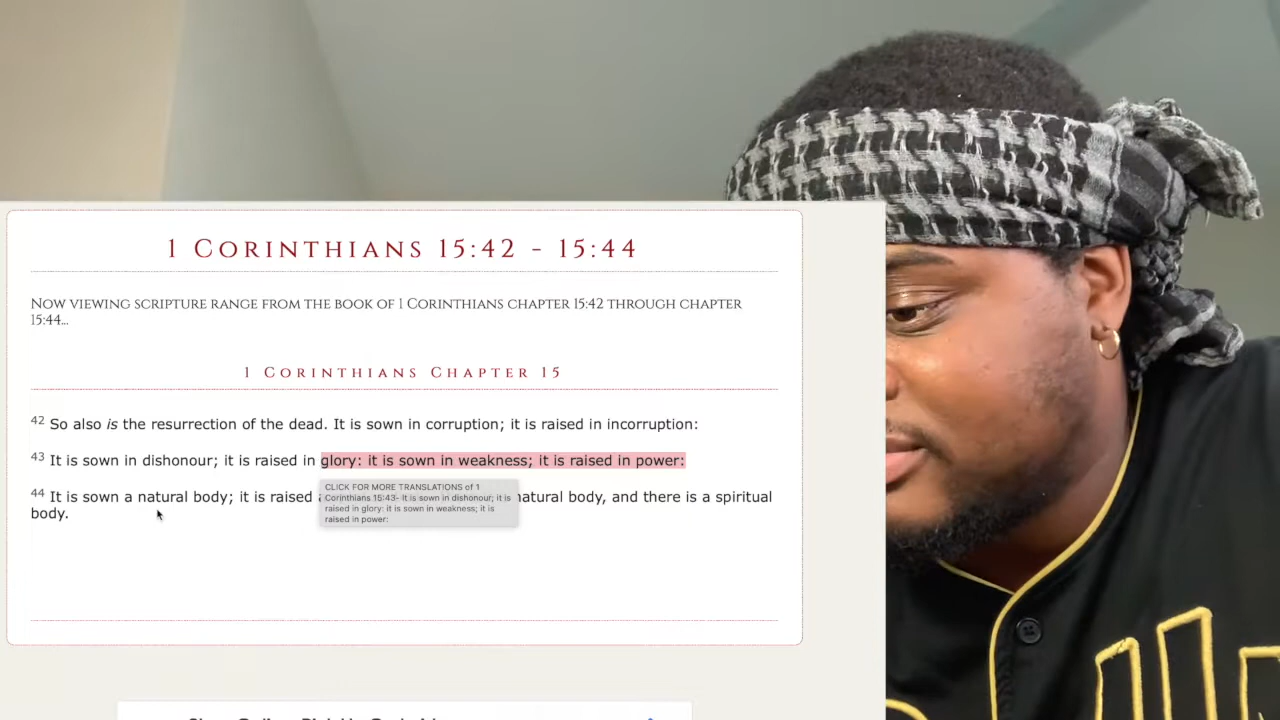 1 Corinthians 15:42 - 15:44
Now viewing scripture range from the book of 1 Corinthians chapter 15:42 through chapter
15:44...
1 Corinthians Chapter 15
42 So also is the resurrection of the dead. It is sown in corruption; it is raised in incorruption:
43 It is sown in dishonour; it is raised in glory: it is sown in weakness; it is raised in power:
44 It is sown a natural body; it is raised natural body, and there is a spiritual
body.
CLICK FOR MORE TRANSLATIONS of 1
Corinthians 15:43- It is sown in dishonour; it is
raised in glory: it is sown in weakness; it is
raised in power: